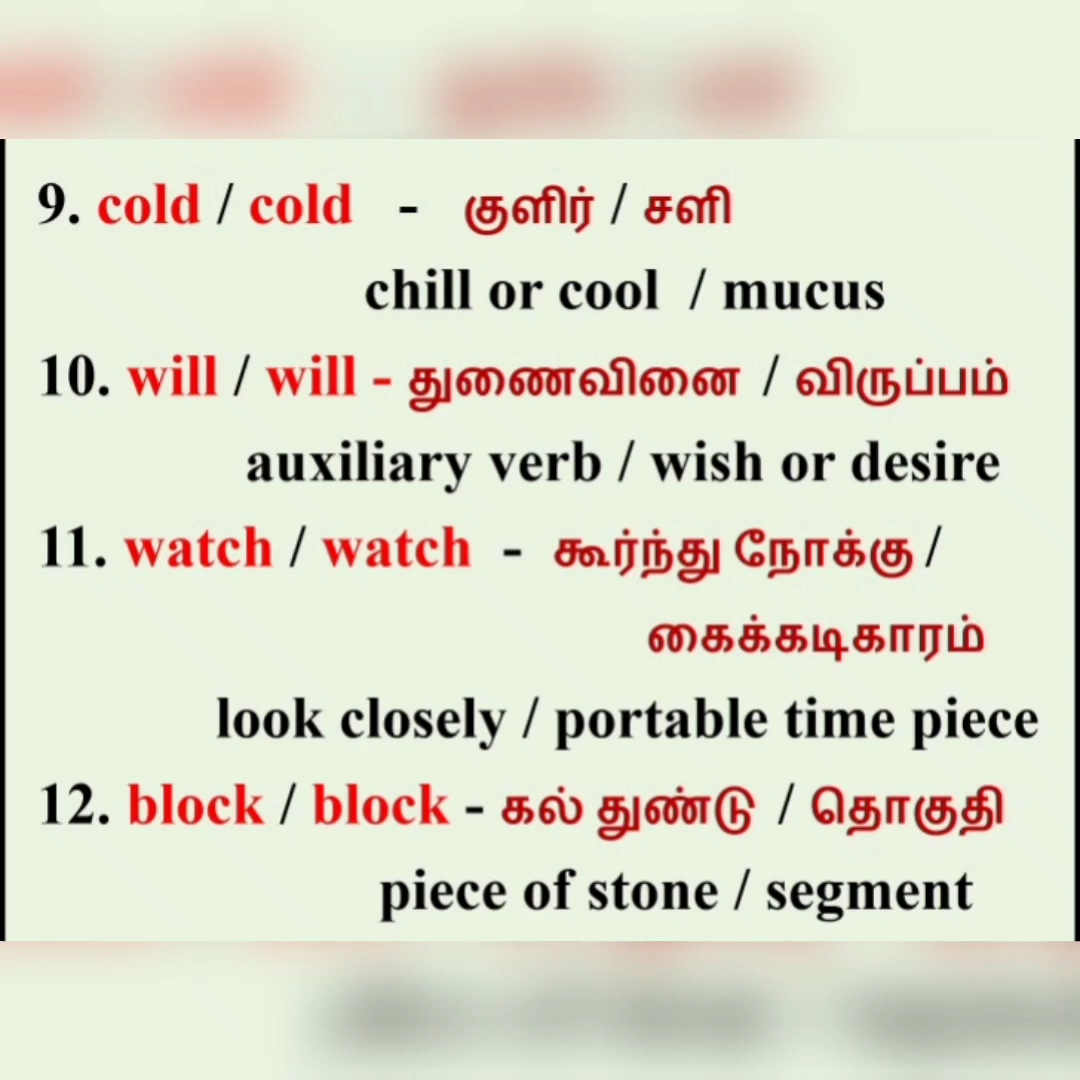 9. cold / cold - குளிர் / சளி
chill or cool / mucus
10. will / will - துணைவினை / விருப்பம்
auxiliary verb / wish or desire
11. watch / watch - கூர்ந்து நோக்கு /
கைக்கடிகாரம்
look closely / portable time piece
12. block / block - கல் துண்டு / தொகுதி
piece of stone / segment